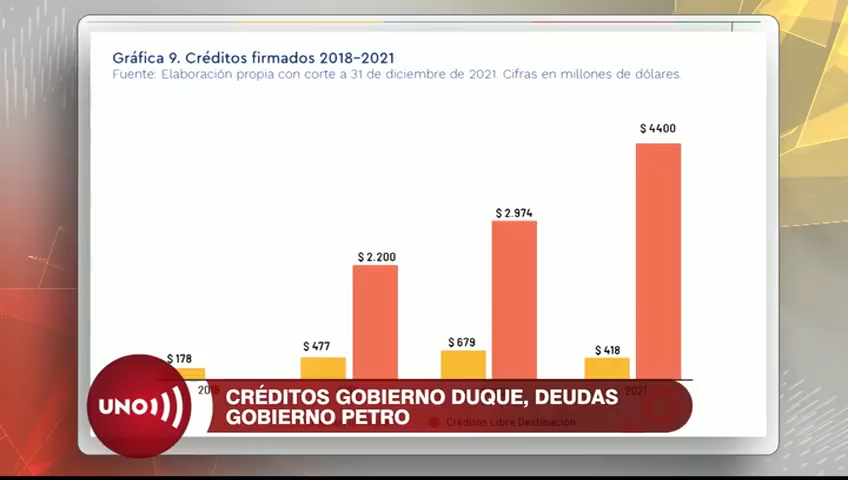 Gráfica 9. Créditos firmados 2018-2021
Fuente: Elaboración propia con corte a 31 de diciembre de 2021. Cifras en millones de dólares.
$ 4400
$ 2.974
$ 2.200
$ 679
$ 477
$ 418
$ 178
2021
UNO
CRÉDITOS GOBIERNO DUQUE, DEUDAS
GOBIERNO PETRO
Créditos Libre Destinación